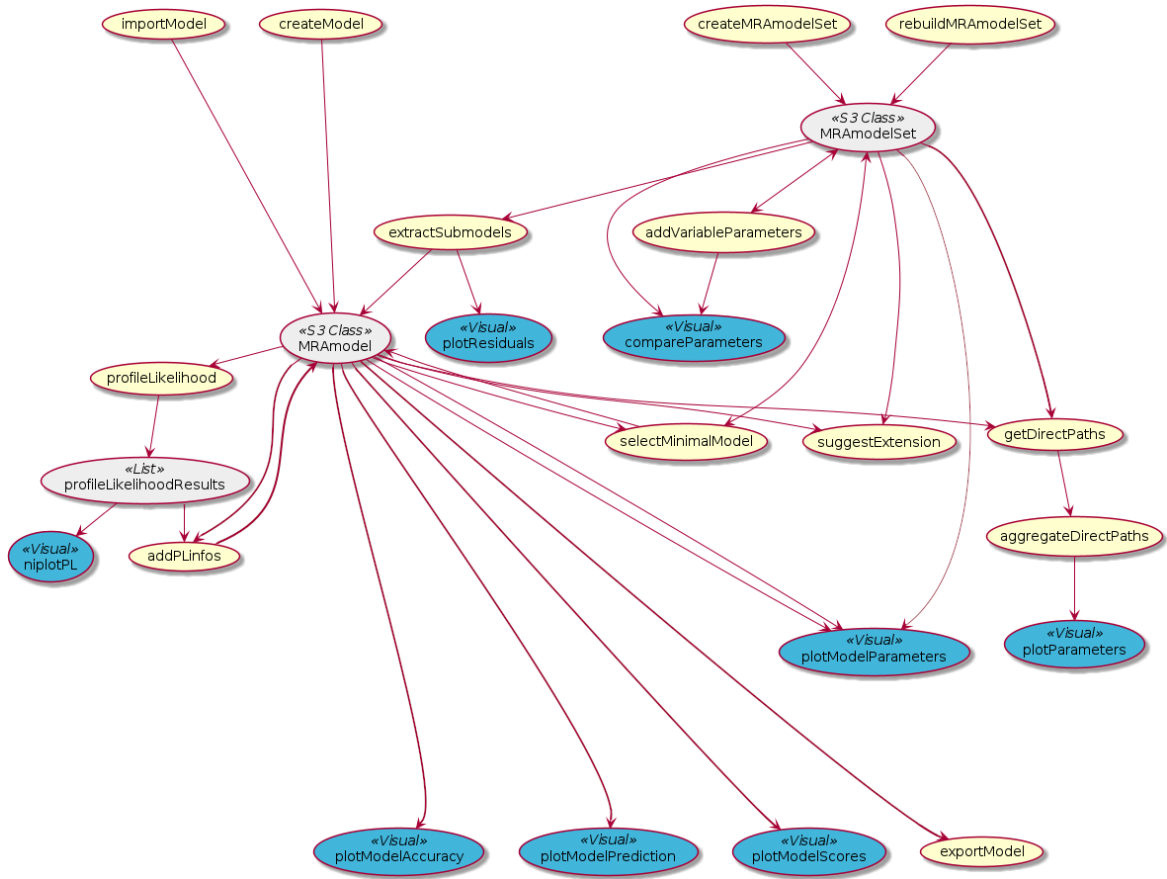 importModel
createModel
createMRAmodelSet
rebuildMRAmodelSet
«S3 Class»
MRAmodelSet
extractSubmodels
addVariableParameters
«S3 Class»
MRAmodel
«Visual»
plotResiduals
«Visual»
compareParameters
profileLikelihood
selectMinimalModel
suggestExtension
getDirectPaths
«List»
profileLikelihoodResults
«Visual»
niplotPL
addPLinfos
aggregateDirectPaths
«Visual»
plotModelParameters
«Visual»
plotParameters
«Visual»
plotModelAccuracy
«Visual»
plotModelPrediction
«Visual»
plotModelScores
exportModel